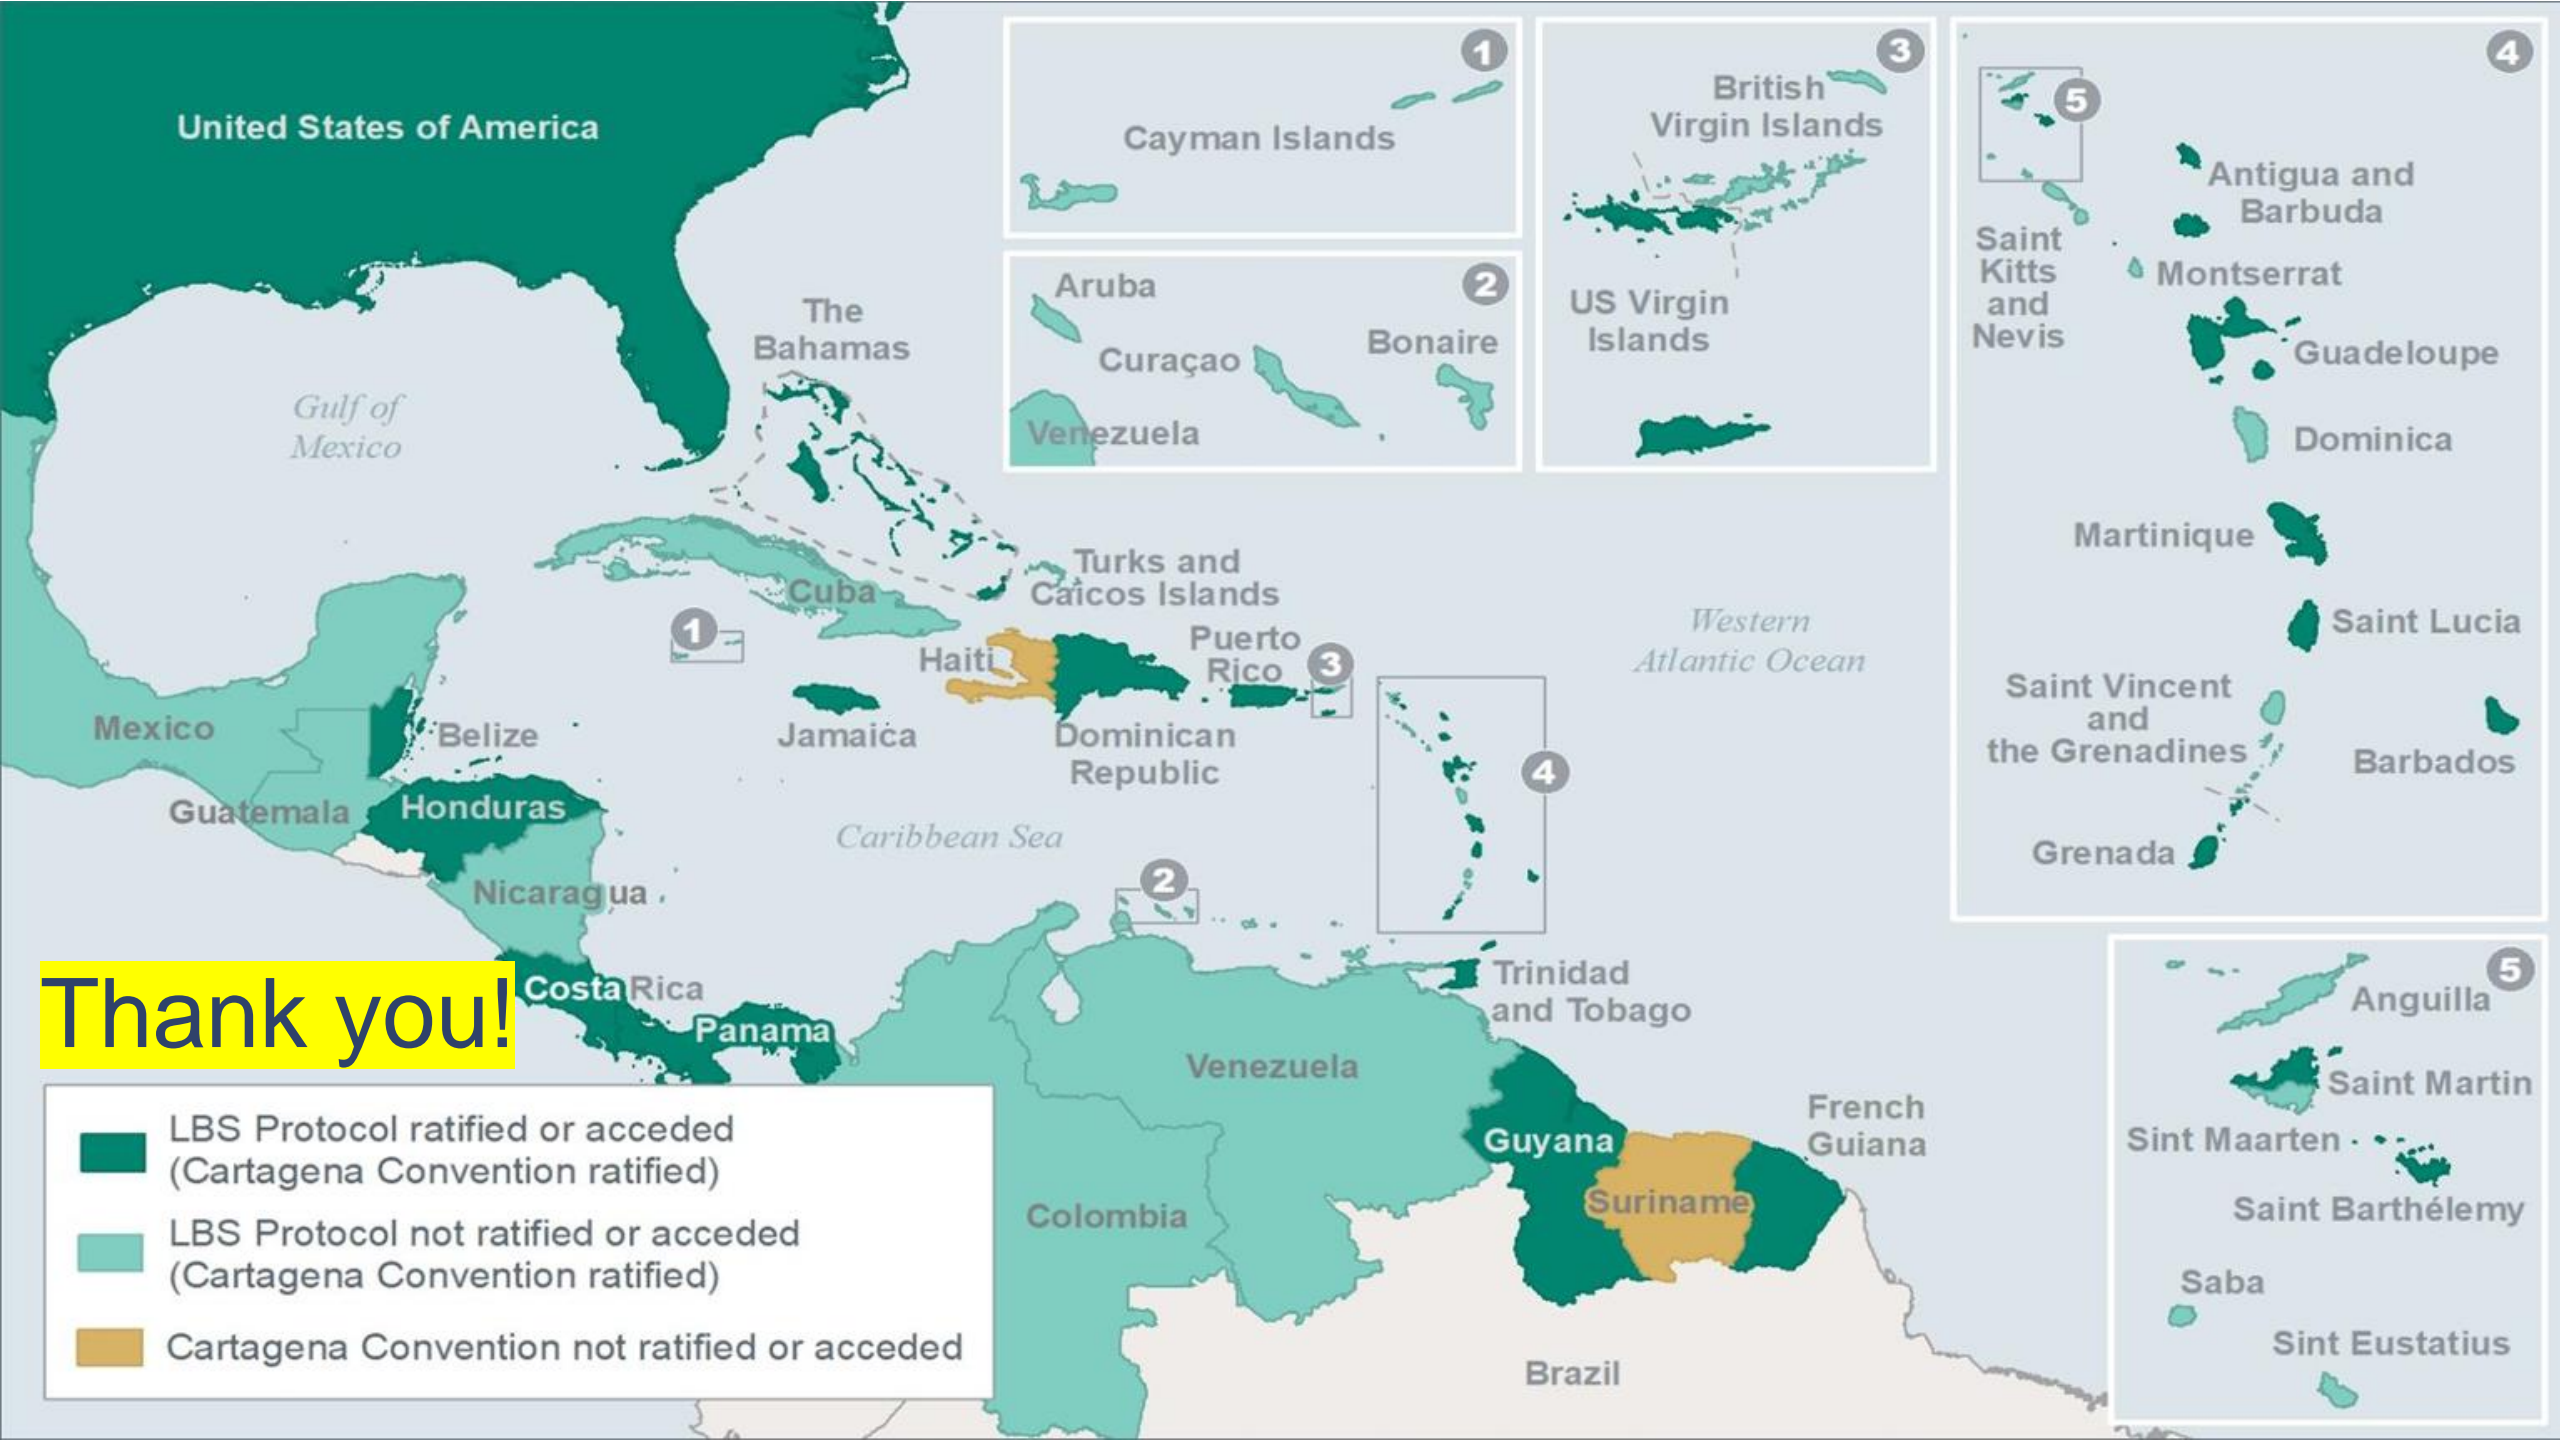 United States of America
Gulf of
Mexico
The
Bahamas
Cuba
Turks and
Caicos Islands
Haiti
Puerto
Rico
3
1
Jamaica
Dominican
Republic
4
Mexico
Belize
Guatemala
Honduras
Nicaragua
Caribbean Sea
Western
Atlantic Ocean
2
Costa Rica
Panama
Trinidad
and Tobago
Venezuela
Colombia
Guyana
Suriname
French
Guiana
Brazil
1
Cayman Islands
2
Aruba
Curaçao
Bonaire
Venezuela
3
British
Virgin Islands
US Virgin
Islands
4
5
Antigua and
Barbuda
Saint
Kitts
and
Nevis
Montserrat
Guadeloupe
Dominica
Martinique
Saint Lucia
Saint Vincent
and
the Grenadines
Barbados
Grenada
5
Anguilla
Saint Martin
Sint Maarten
Saint Barthélemy
Saba
Sint Eustatius
Thank you!
LBS Protocol ratified or acceded
(Cartagena Convention ratified)
LBS Protocol not ratified or acceded
(Cartagena Convention ratified)
Cartagena Convention not ratified or acceded